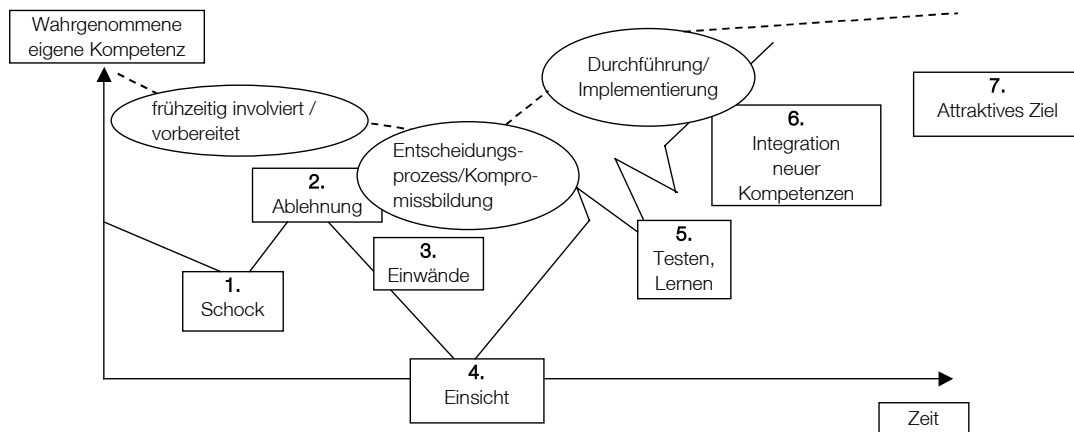 Wahrgenommene
eigene Kompetenz
frühzeitig involviert /
vorbereitet
Entscheidungs-
prozess/Kompro-
missbildung
Durchführung/
Implementierung
1.
Schock
2.
Ablehnung
3.
Einwände
4.
Einsicht
5.
Testen,
Lernen
6.
Integration
neuer
Kompetenzen
7.
Attraktives Ziel
Zeit